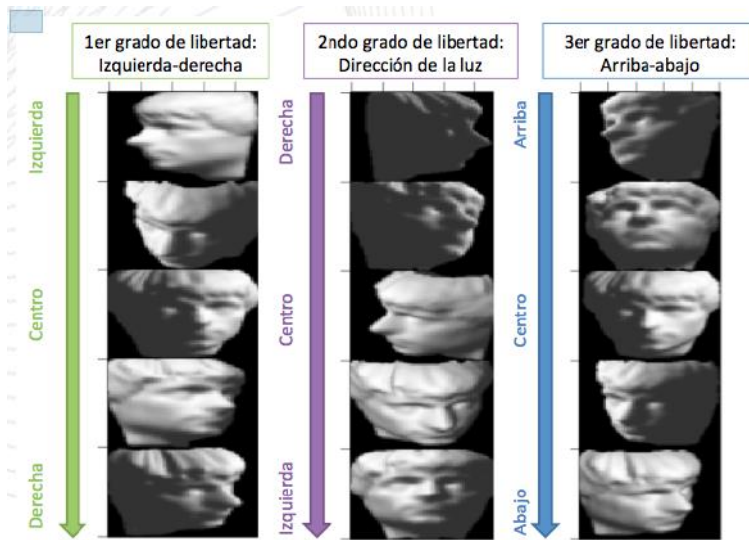 1er grado de libertad:
Izquierda-derecha
2ndo grado de libertad:
Dirección de la luz
3er grado de libertad:
Arriba-abajo
Izquierda
Centro
Derecha
Derecha
Centro
Izquierda
Arriba
Centro
Abajo